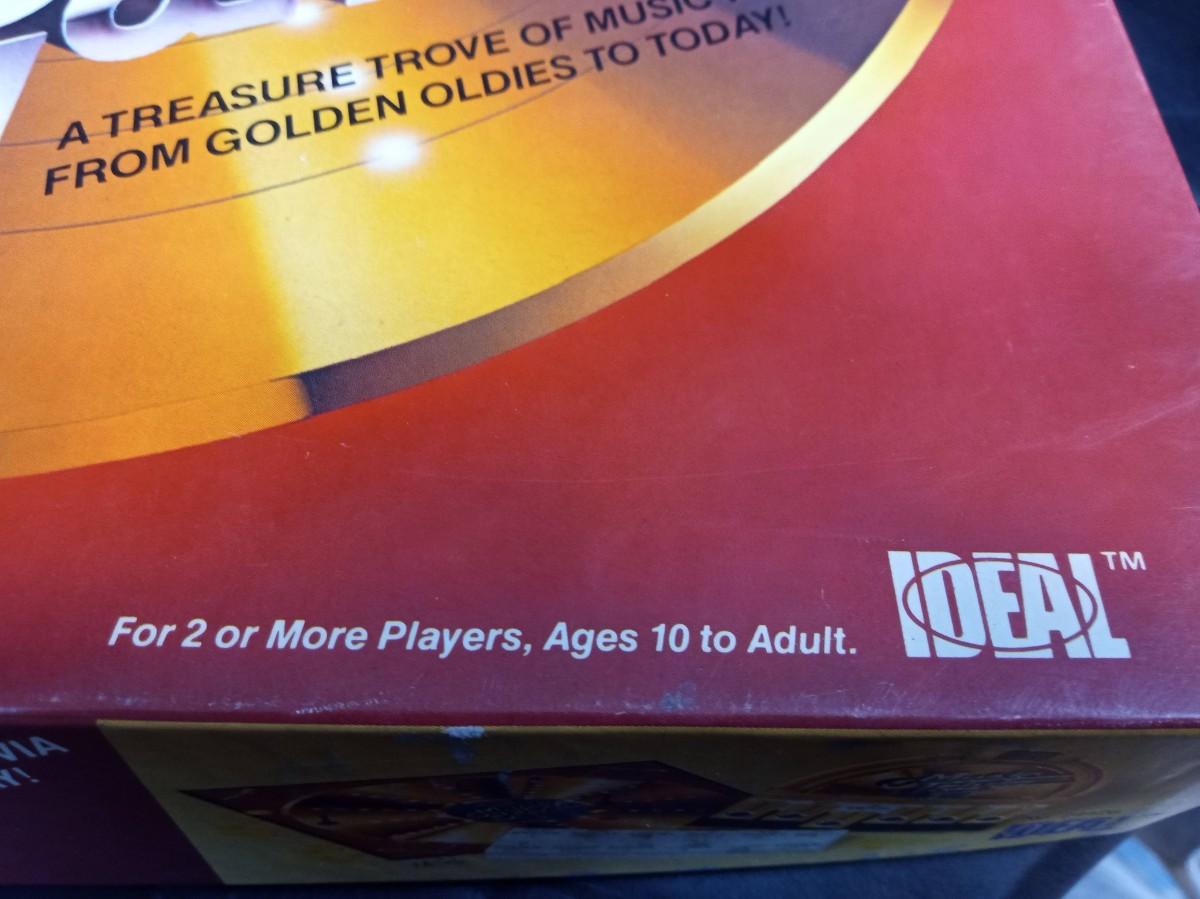 A TREASURE TROVE OF MUSIC
FROM GOLDEN OLDIES TO TODAY!
For 2 or More Players, Ages 10 to Adult.
IDEAL™